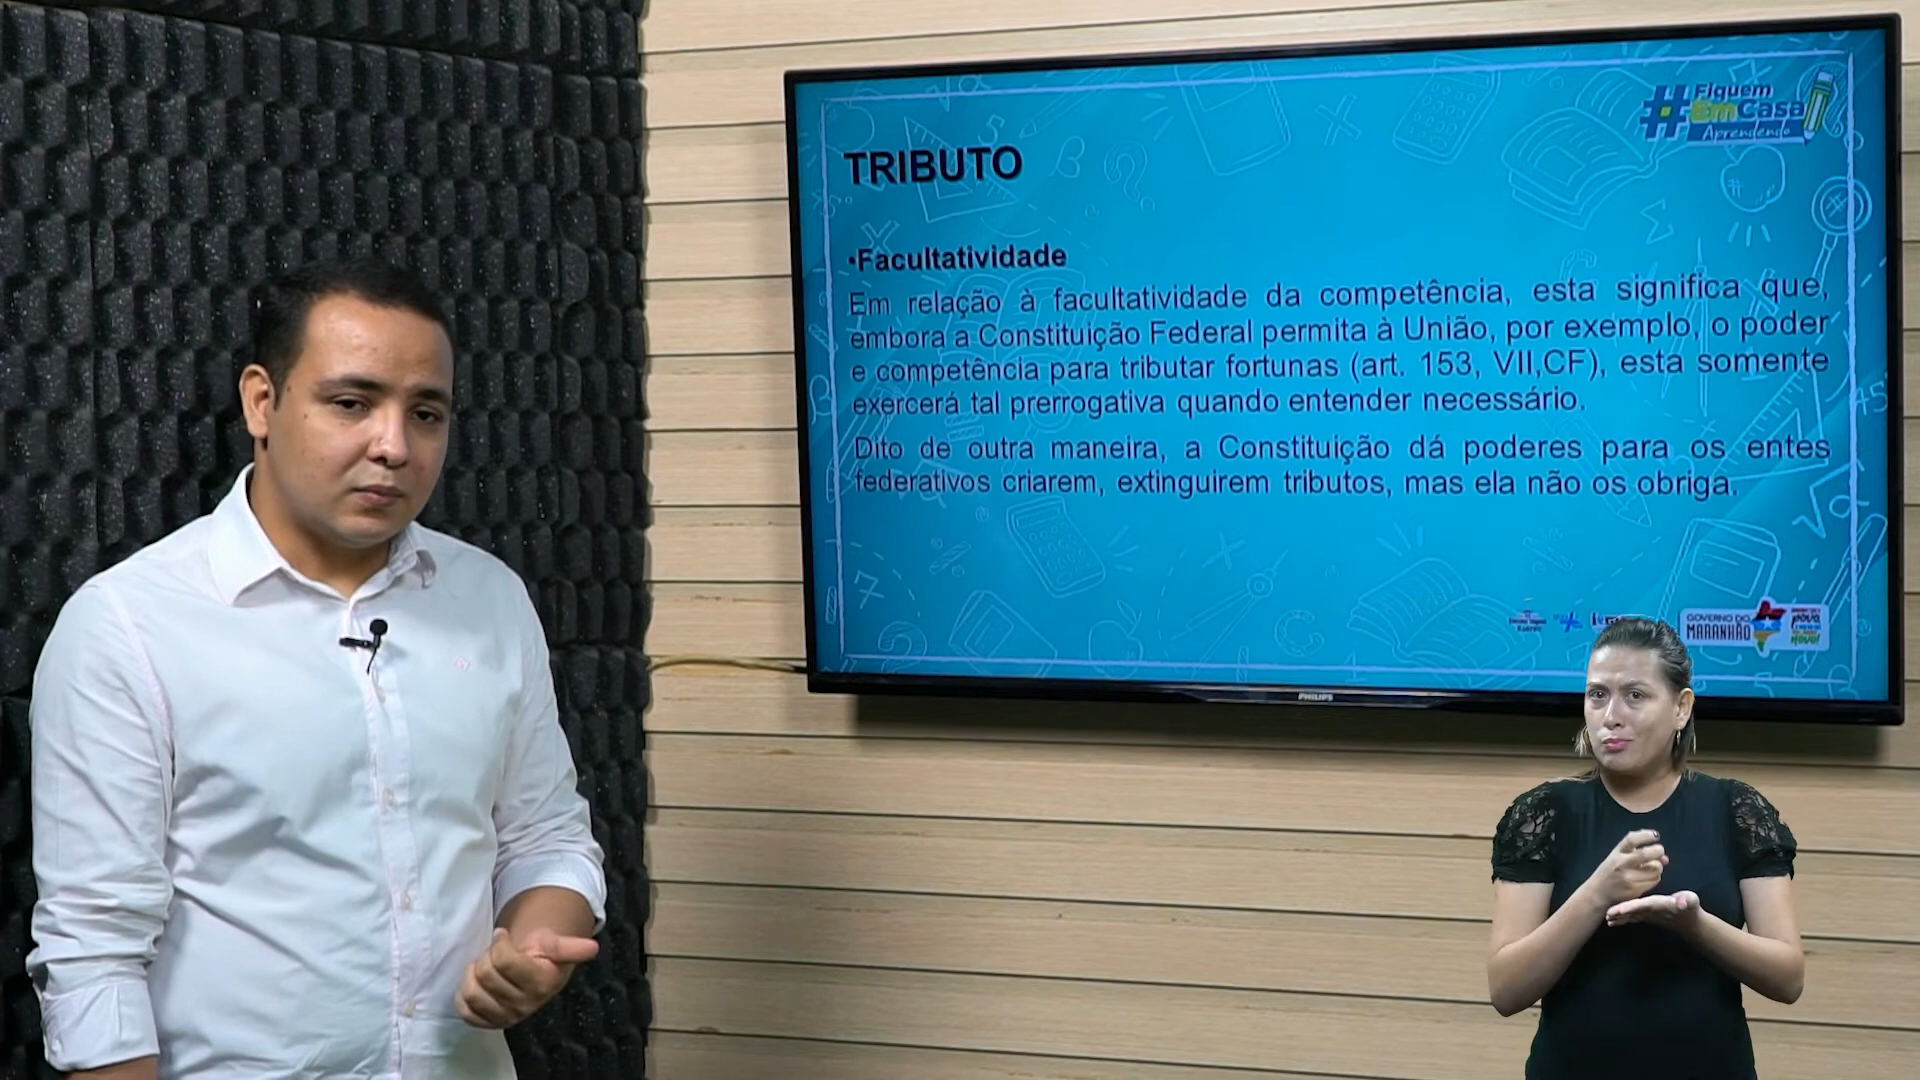 #Fiquem
EmCasa
Aprendendo
TRIBUTO
•Facultatividade
Em relação à facultatividade da competência, esta significa que,
embora a Constituição Federal permita à União, por exemplo, o poder
e competência para tributar fortunas (art. 153, VII,CF), esta somente
exercerá tal prerrogativa quando entender necessário.
Dito de outra maneira, a Constituição dá poderes para os entes
federativos criarem, extinguirem tributos, mas ela não os obriga.
GOVERNO DO
MARANHÃO
PHILIPS